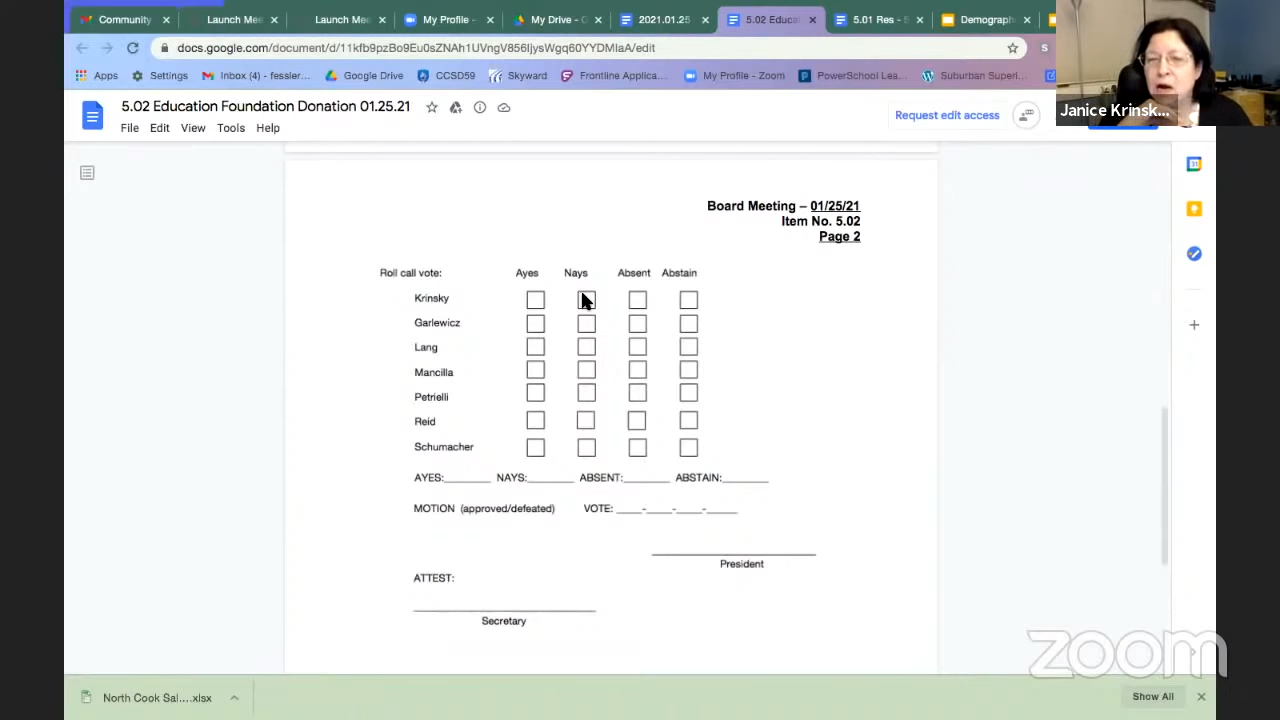 Community
Launch Mee
Launch Mee
My Profile -
My Drive - G
2021.01.25
5.02 Educa
5.01 Res - S
Demograph
docs.google.com/document/d/11kfb9pzBo9Eu0sZNAh1UVngV856IjysWgq60YYDMIaA/edit
Apps
Settings
Inbox (4) - fessler...
Google Drive
CCSD59
Skyward
Frontline Applica...
My Profile - Zoom
PowerSchool Lea...
Suburban Superi...
5.02 Education Foundation Donation 01.25.21
Request edit access
Janice Krinsk...
File Edit View Tools Help
Board Meeting – 01/25/21
Item No. 5.02
Page 2
Roll call vote: Ayes Nays Absent Abstain
Krinsky
Garlewicz
Lang
Mancilla
Petrielli
Reid
Schumacher
AYES:________ NAYS:________ ABSENT:________ ABSTAIN:________
MOTION (approved/defeated) VOTE: ____-____-____-_____
President
ATTEST:
Secretary
zoom
North Cook Sal....xlsx
Show All